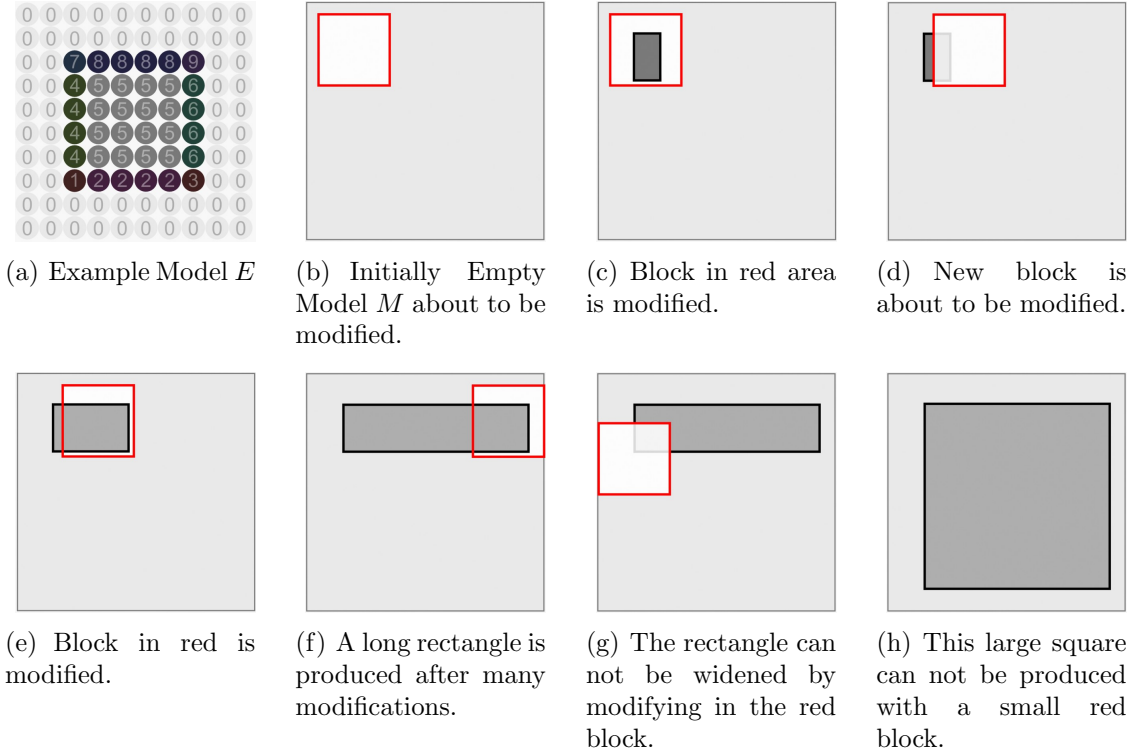 0 0 0 0 0 0 0 0 0 0
0 0 0 0 0 0 0 0 0 0
0 0 7 8 8 8 8 9 0 0
0 0 4 5 5 5 5 6 0 0
0 0 4 5 5 5 5 6 0 0
0 0 4 5 5 5 5 6 0 0
0 0 4 5 5 5 5 6 0 0
0 0 1 2 2 2 2 3 0 0
0 0 0 0 0 0 0 0 0 0
0 0 0 0 0 0 0 0 0 0
(a) Example Model E
(b) Initially Empty
Model M about to be
modified.
(c) Block in red area
is modified.
(d) New block is
about to be modified.
(e) Block in red is
modified.
(f) A long rectangle is
produced after many
modifications.
(g) The rectangle can
not be widened by
modifying in the red
block.
(h) This large square
can not be produced
with a small red
block.